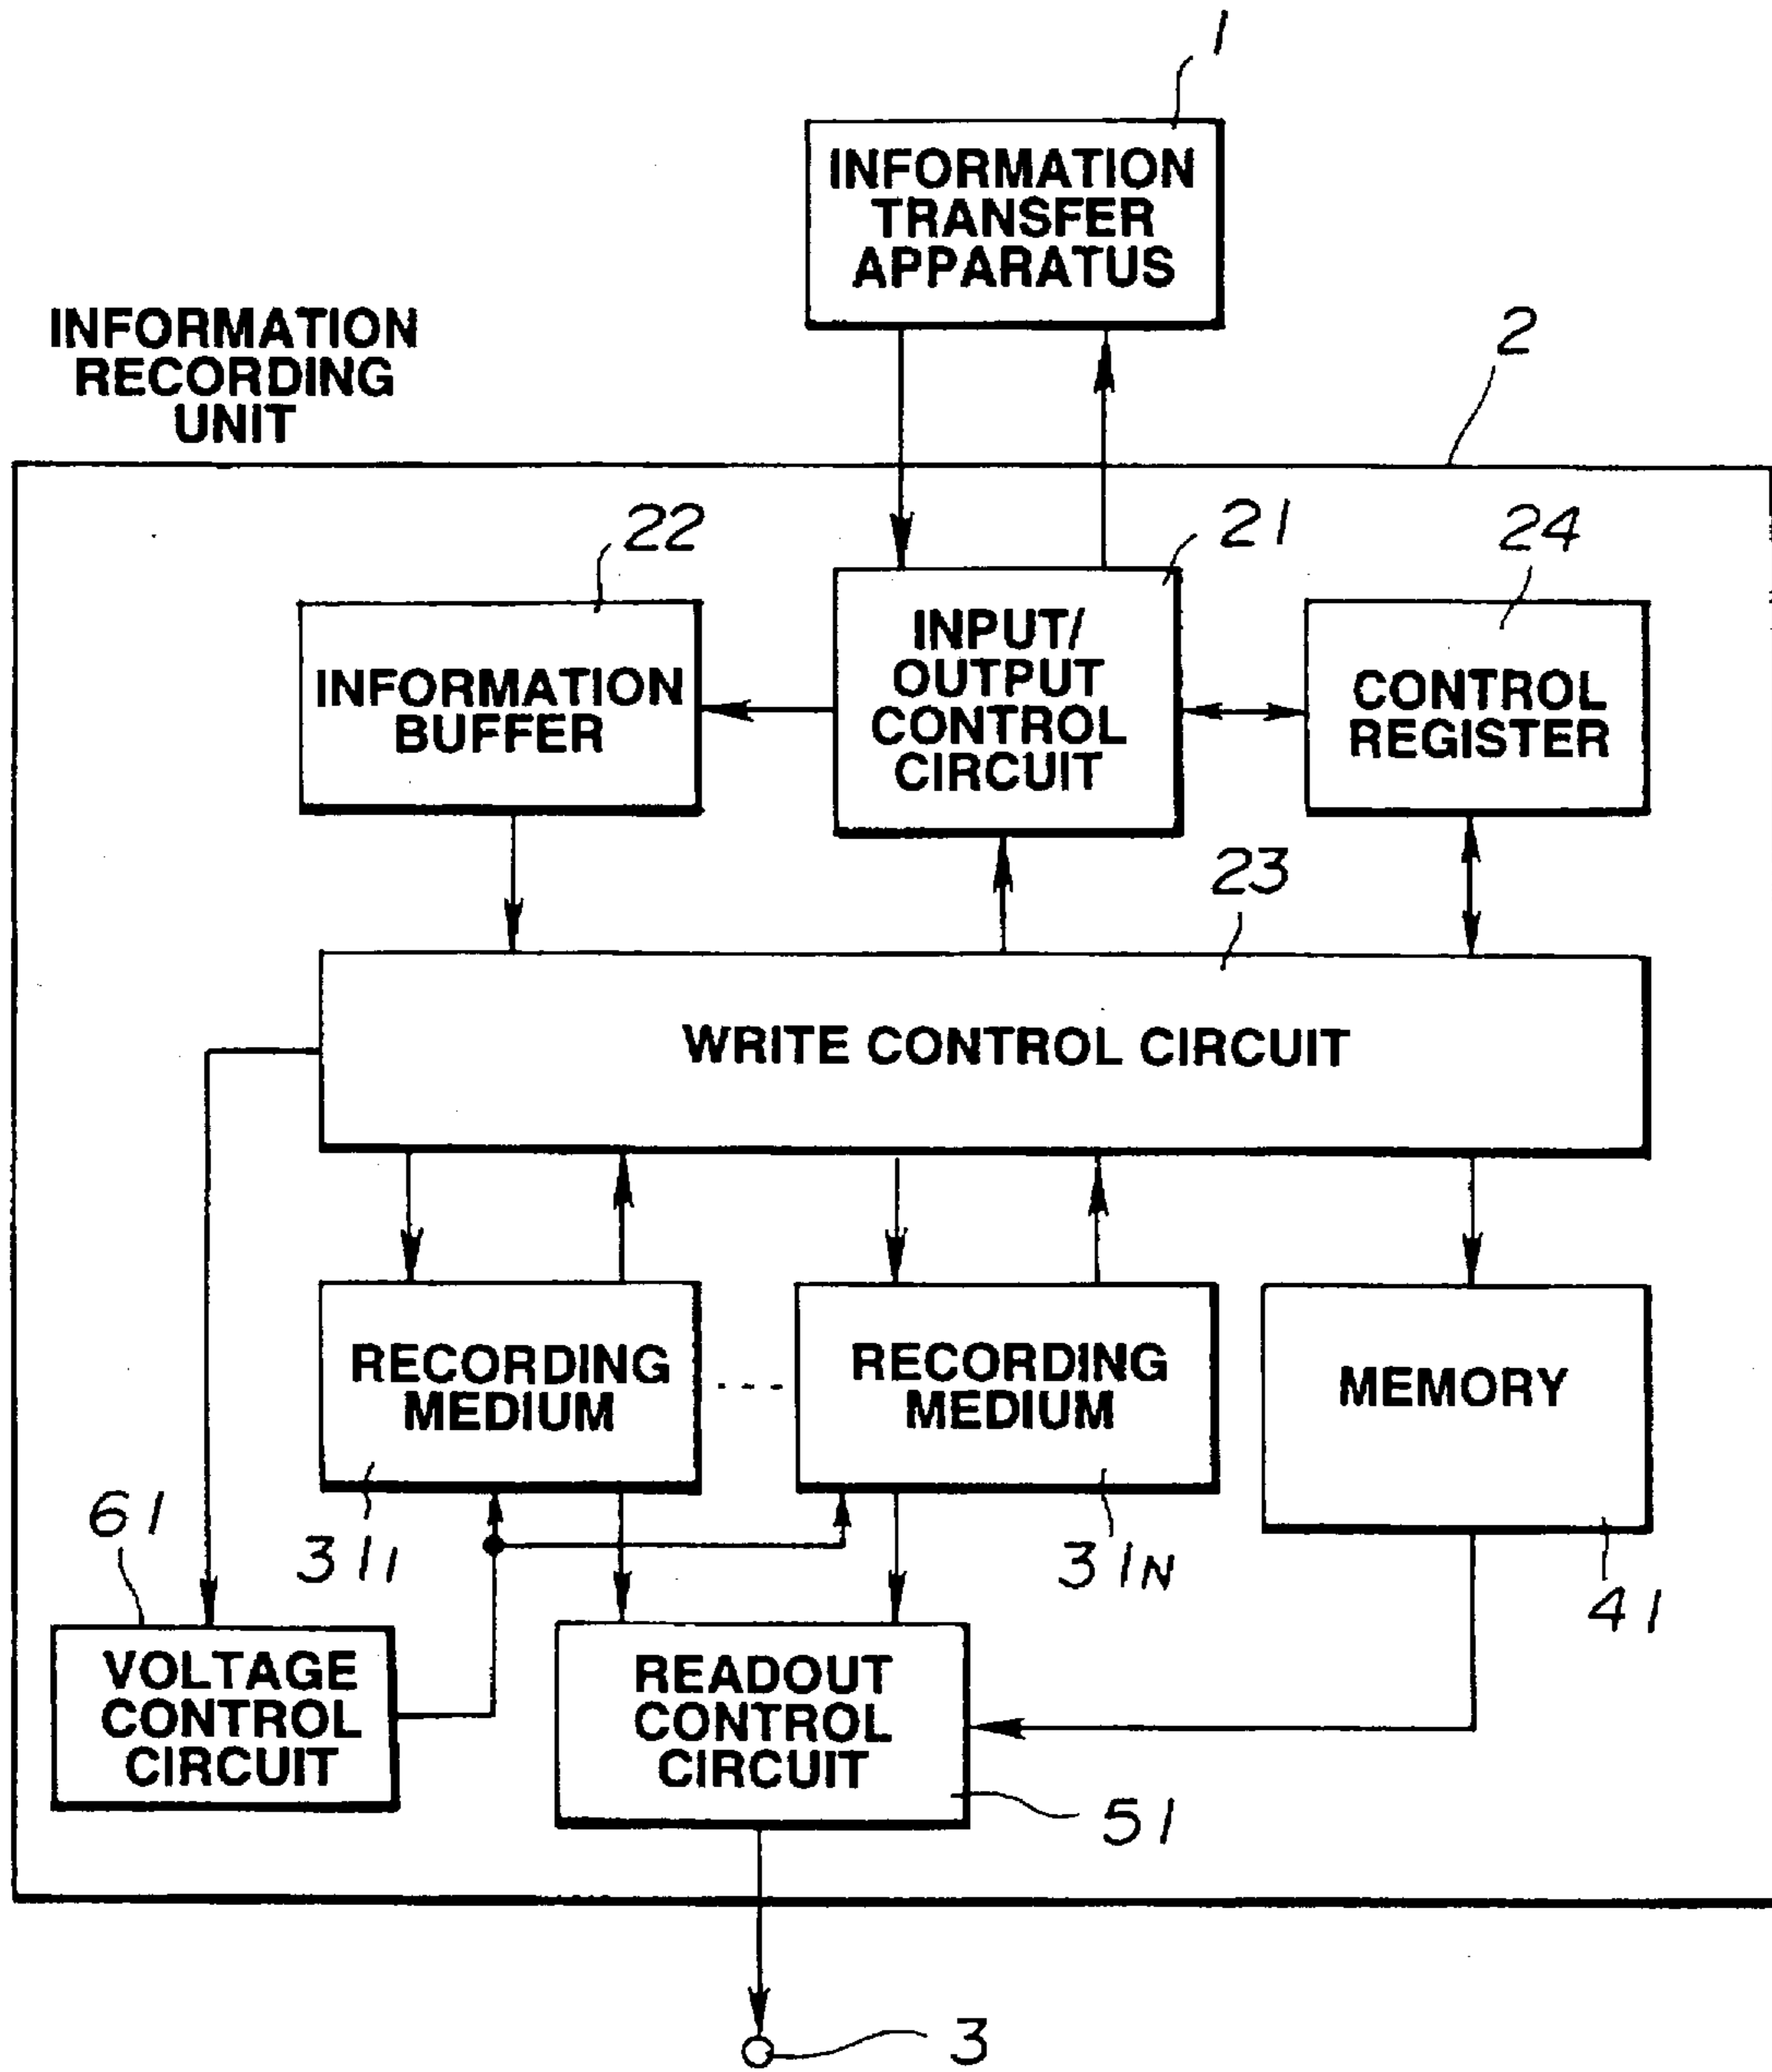 1
INFORMATION
TRANSFER
APPARATUS
INFORMATION
RECORDING
UNIT
2
22
21
24
INFORMATION
BUFFER
INPUT/
OUTPUT
CONTROL
CIRCUIT
CONTROL
REGISTER
23
WRITE CONTROL CIRCUIT
RECORDING
MEDIUM
RECORDING
MEDIUM
MEMORY
61
31₁
31N
41
VOLTAGE
CONTROL
CIRCUIT
READOUT
CONTROL
CIRCUIT
51
3